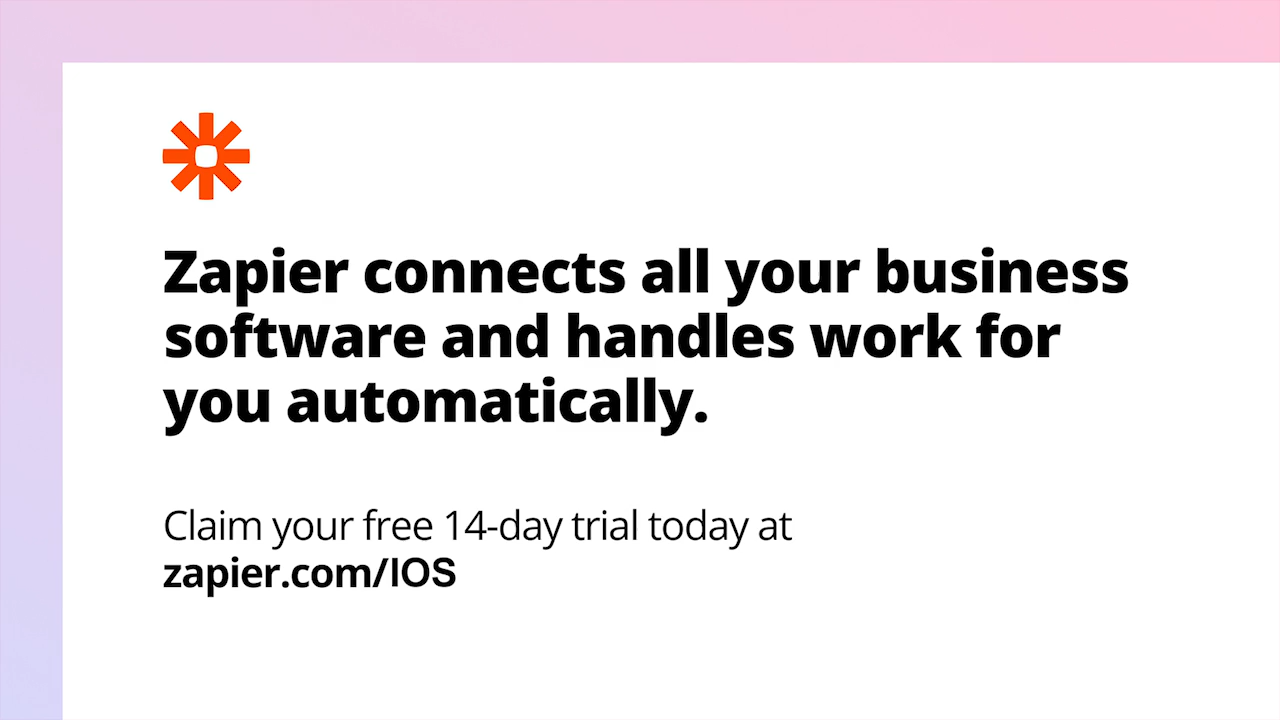 Zapier connects all your business
software and handles work for
you automatically.
Claim your free 14-day trial today at
zapier.com/IOS